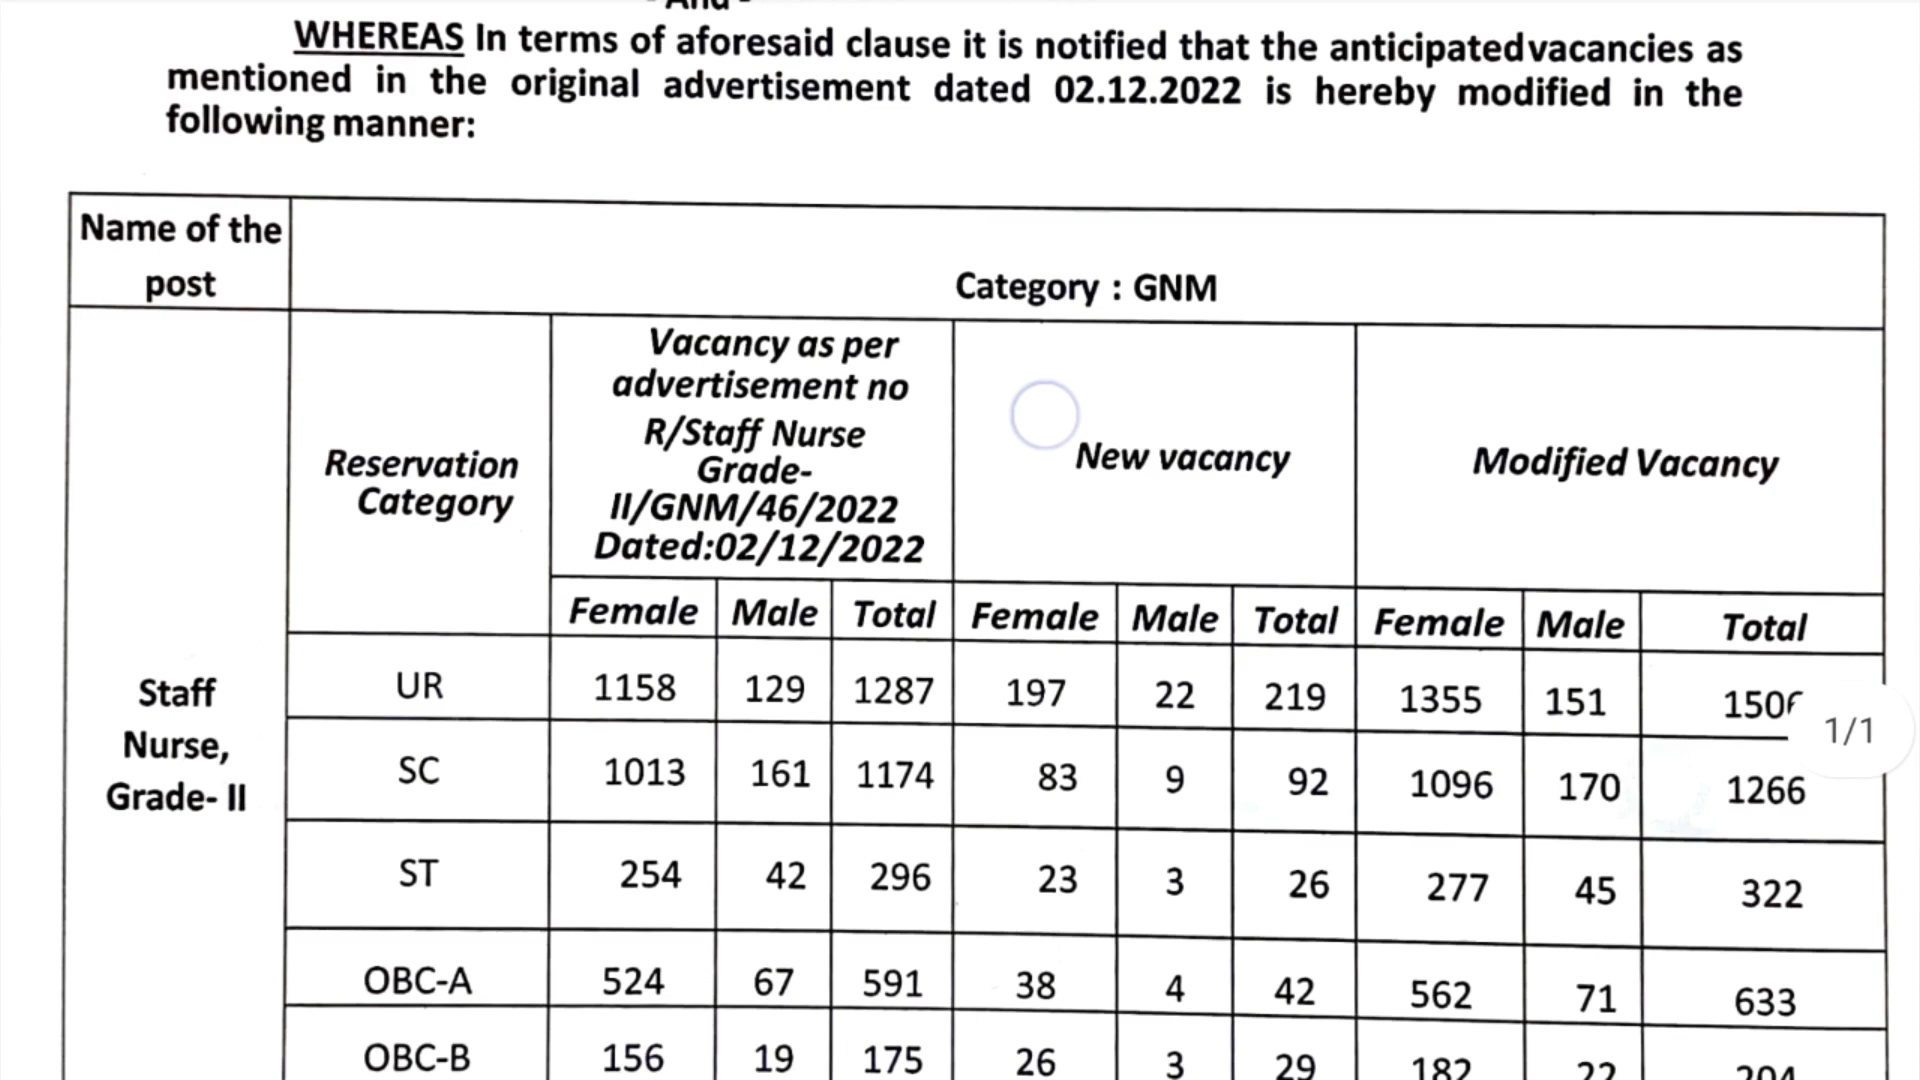 - And -
WHEREAS In terms of aforesaid clause it is notified that the anticipatedvacancies as
mentioned in the original advertisement dated 02.12.2022 is hereby modified in the
following manner:
Name of the
post
Category : GNM
Reservation
Category
Vacancy as per
advertisement no
R/Staff Nurse
Grade-
II/GNM/46/2022
Dated:02/12/2022
New vacancy
Modified Vacancy
Female Male Total Female Male Total Female Male Total
Staff
Nurse,
Grade- II
UR 1158 129 1287 197 22 219 1355 151 1506
SC 1013 161 1174 83 9 92 1096 170 1266
ST 254 42 296 23 3 26 277 45 322
OBC-A 524 67 591 38 4 42 562 71 633
OBC-B 156 19 175 26 3 29 182 22 204
1/1